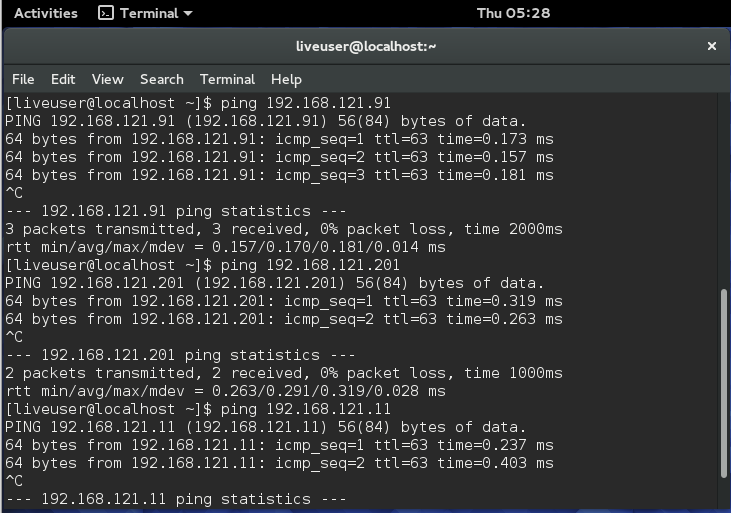 Activities Terminal Thu 05:28
liveuser@localhost:~
File Edit View Search Terminal Help
[liveuser@localhost ~]$ ping 192.168.121.91
PING 192.168.121.91 (192.168.121.91) 56(84) bytes of data.
64 bytes from 192.168.121.91: icmp_seq=1 ttl=63 time=0.173 ms
64 bytes from 192.168.121.91: icmp_seq=2 ttl=63 time=0.157 ms
64 bytes from 192.168.121.91: icmp_seq=3 ttl=63 time=0.181 ms
^C
--- 192.168.121.91 ping statistics ---
3 packets transmitted, 3 received, 0% packet loss, time 2000ms
rtt min/avg/max/mdev = 0.157/0.170/0.181/0.014 ms
[liveuser@localhost ~]$ ping 192.168.121.201
PING 192.168.121.201 (192.168.121.201) 56(84) bytes of data.
64 bytes from 192.168.121.201: icmp_seq=1 ttl=63 time=0.319 ms
64 bytes from 192.168.121.201: icmp_seq=2 ttl=63 time=0.263 ms
^C
--- 192.168.121.201 ping statistics ---
2 packets transmitted, 2 received, 0% packet loss, time 1000ms
rtt min/avg/max/mdev = 0.263/0.291/0.319/0.028 ms
[liveuser@localhost ~]$ ping 192.168.121.11
PING 192.168.121.11 (192.168.121.11) 56(84) bytes of data.
64 bytes from 192.168.121.11: icmp_seq=1 ttl=63 time=0.237 ms
64 bytes from 192.168.121.11: icmp_seq=2 ttl=63 time=0.403 ms
^C
--- 192.168.121.11 ping statistics ---